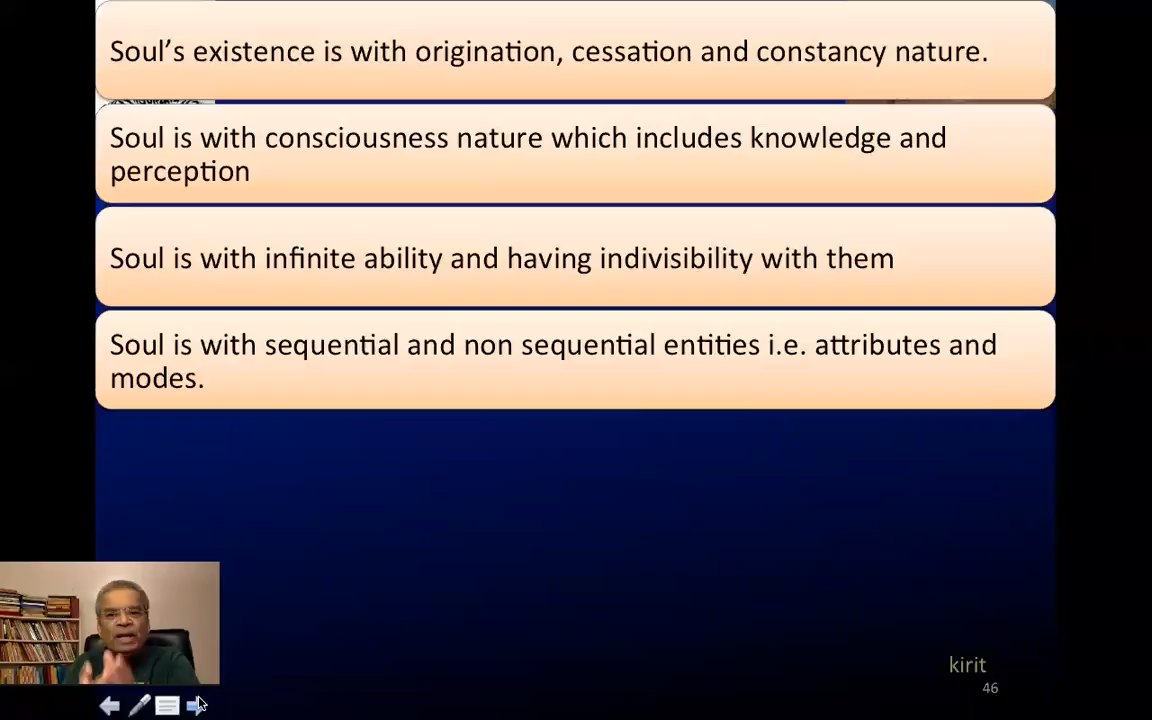 Soul’s existence is with origination, cessation and constancy nature.
Soul is with consciousness nature which includes knowledge and
perception
Soul is with infinite ability and having indivisibility with them
Soul is with sequential and non sequential entities i.e. attributes and
modes.
kirit
46